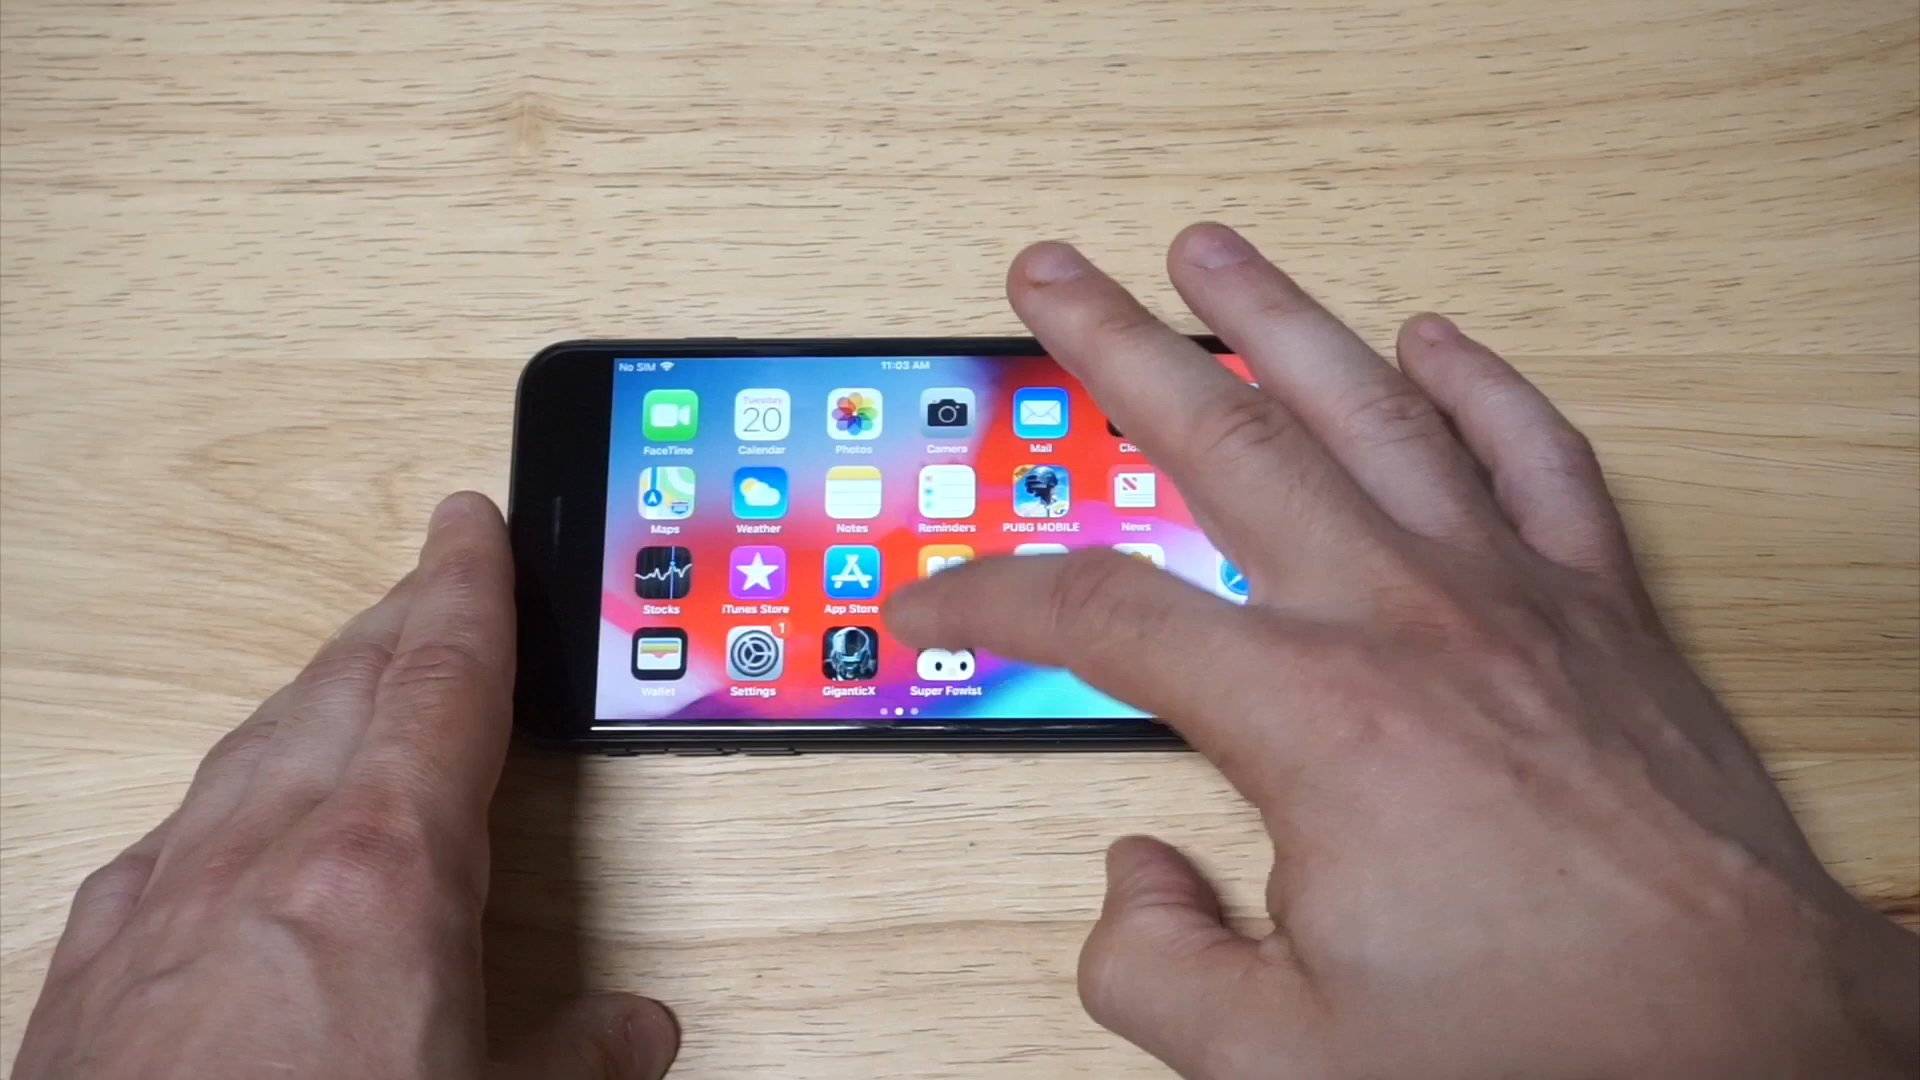 No SIM 11:03 AM
Tuesday
20
FaceTime Calendar Photos Camera Mail
Maps Weather Notes Reminders PUBG MOBILE News
Stocks iTunes Store App Store
1
Wallet Settings GiganticX Super Fowlst